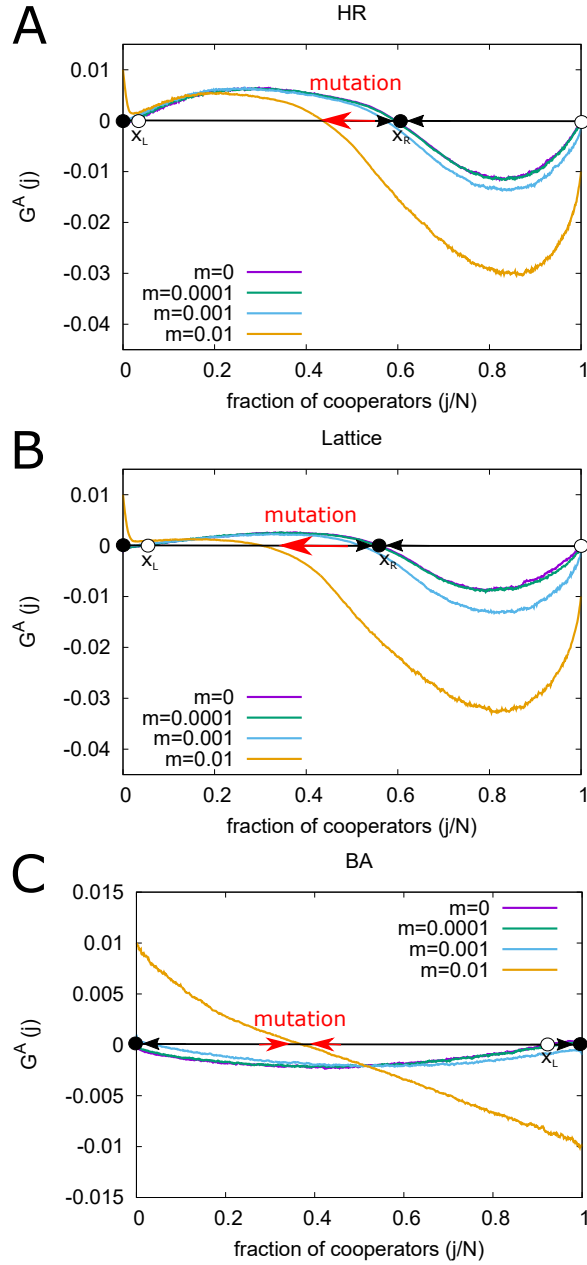 A
HR
0.01
0
-0.01
-0.02
-0.03
-0.04
G^A (j)
mutation
x_L
x_R
m=0
m=0.0001
m=0.001
m=0.01
0 0.2 0.4 0.6 0.8 1
fraction of cooperators (j/N)
B
Lattice
0.01
0
-0.01
-0.02
-0.03
-0.04
G^A (j)
mutation
x_L
x_R
m=0
m=0.0001
m=0.001
m=0.01
0 0.2 0.4 0.6 0.8 1
fraction of cooperators (j/N)
C
BA
0.015
0.01
0.005
0
-0.005
-0.01
-0.015
G^A (j)
m=0
m=0.0001
m=0.001
m=0.01
mutation
x_L
0 0.2 0.4 0.6 0.8 1
fraction of cooperators (j/N)